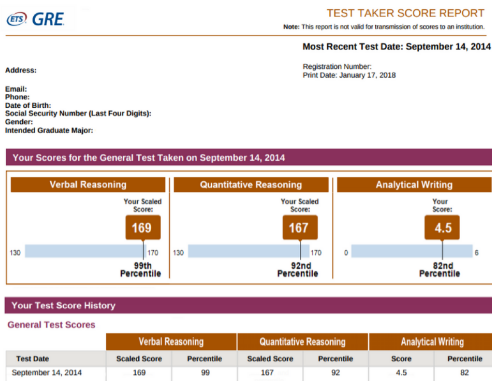 ETS GRE
TEST TAKER SCORE REPORT
Note: This report is not valid for transmission of scores to an institution.
Most Recent Test Date: September 14, 2014
Address:
Registration Number:
Print Date: January 17, 2018
Email:
Phone:
Date of Birth:
Social Security Number (Last Four Digits):
Gender:
Intended Graduate Major:
Your Scores for the General Test Taken on September 14, 2014
Verbal Reasoning Quantitative Reasoning Analytical Writing
Your Scaled Score: Your Scaled Score: Your Score:
169 167 4.5
130 170 130 170 0 6
99th Percentile 92nd Percentile 82nd Percentile
Your Test Score History
General Test Scores
Verbal Reasoning Quantitative Reasoning Analytical Writing
Test Date Scaled Score Percentile Scaled Score Percentile Score Percentile
September 14, 2014 169 99 167 92 4.5 82